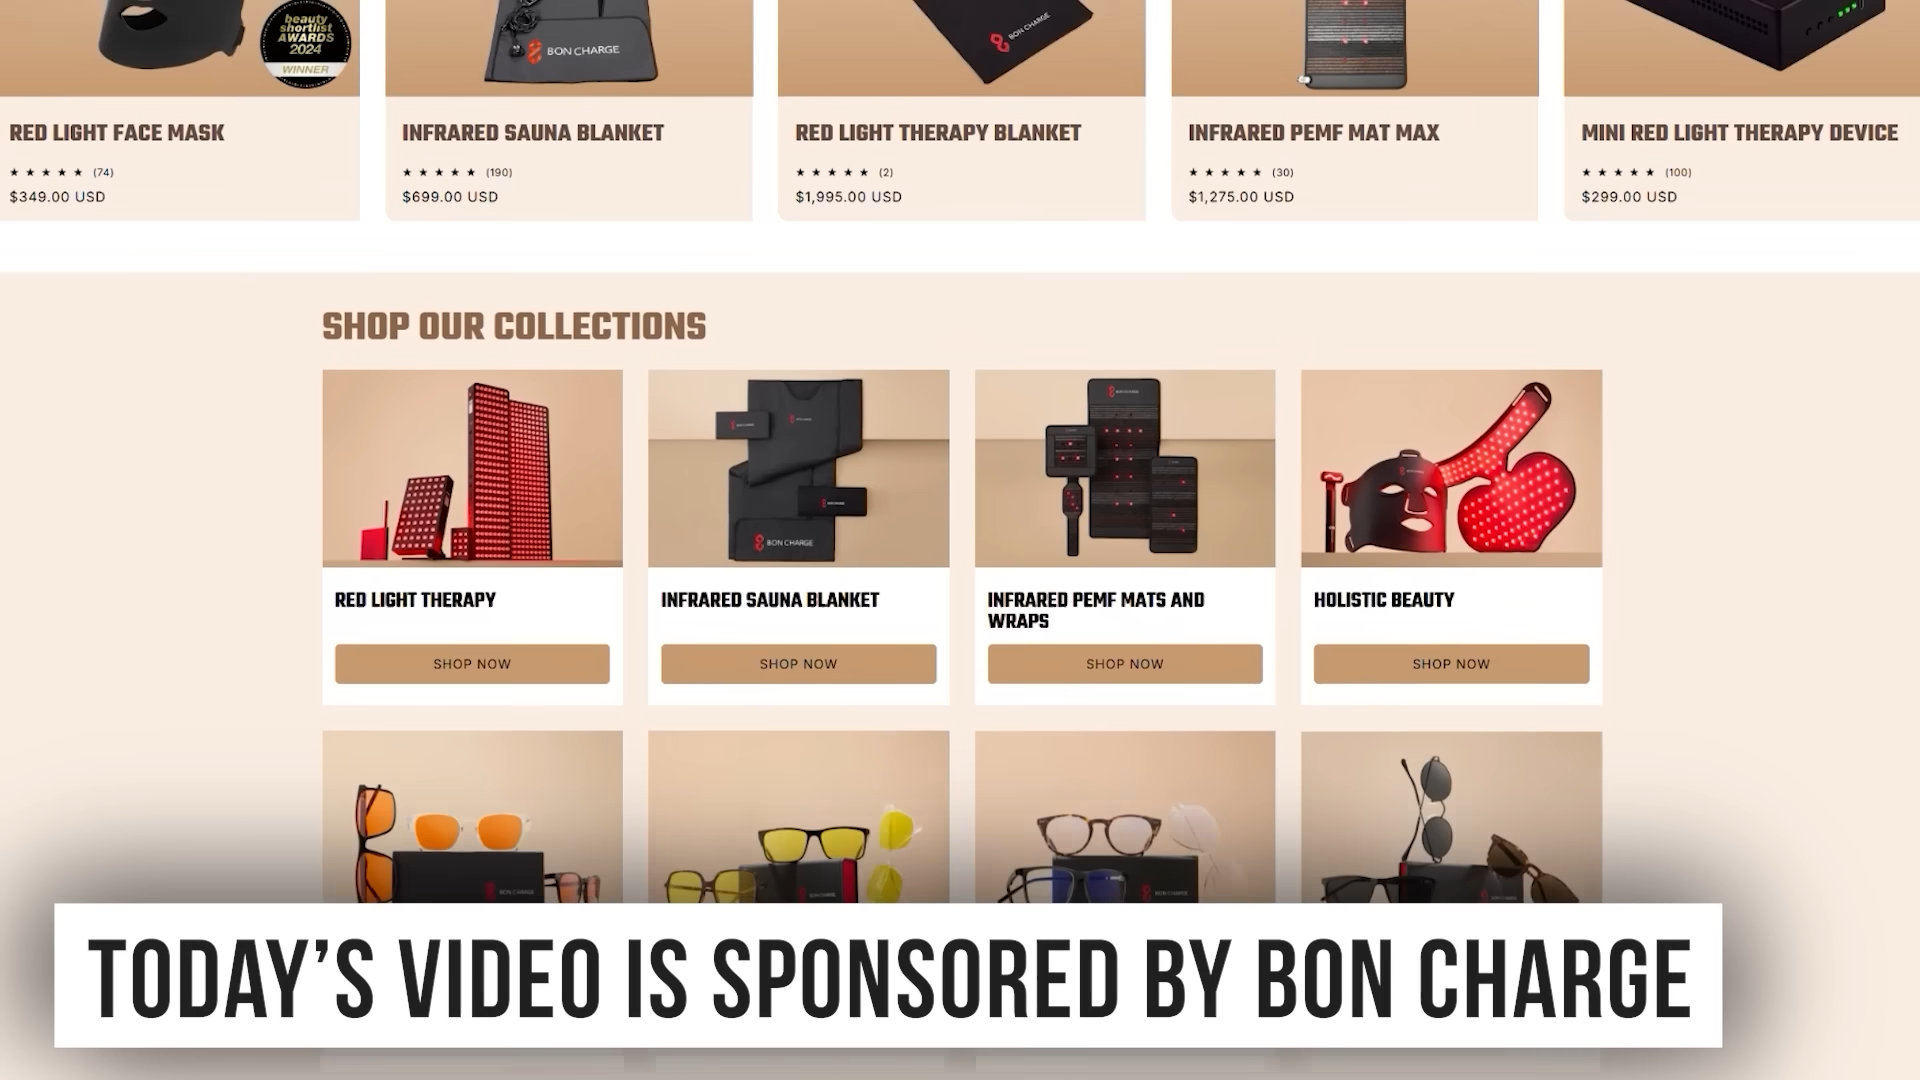 beauty
shortlist
AWARDS
2024
WINNER
BON CHARGE
BON CHARGE
RED LIGHT FACE MASK
(74)
$349.00 USD
INFRARED SAUNA BLANKET
(190)
$699.00 USD
RED LIGHT THERAPY BLANKET
(2)
$1,995.00 USD
INFRARED PEMF MAT MAX
(30)
$1,275.00 USD
MINI RED LIGHT THERAPY DEVICE
(100)
$299.00 USD
SHOP OUR COLLECTIONS
BON CHARGE
RED LIGHT THERAPY
SHOP NOW
INFRARED SAUNA BLANKET
SHOP NOW
INFRARED PEMF MATS AND
WRAPS
SHOP NOW
HOLISTIC BEAUTY
SHOP NOW
TODAY’S VIDEO IS SPONSORED BY BON CHARGE